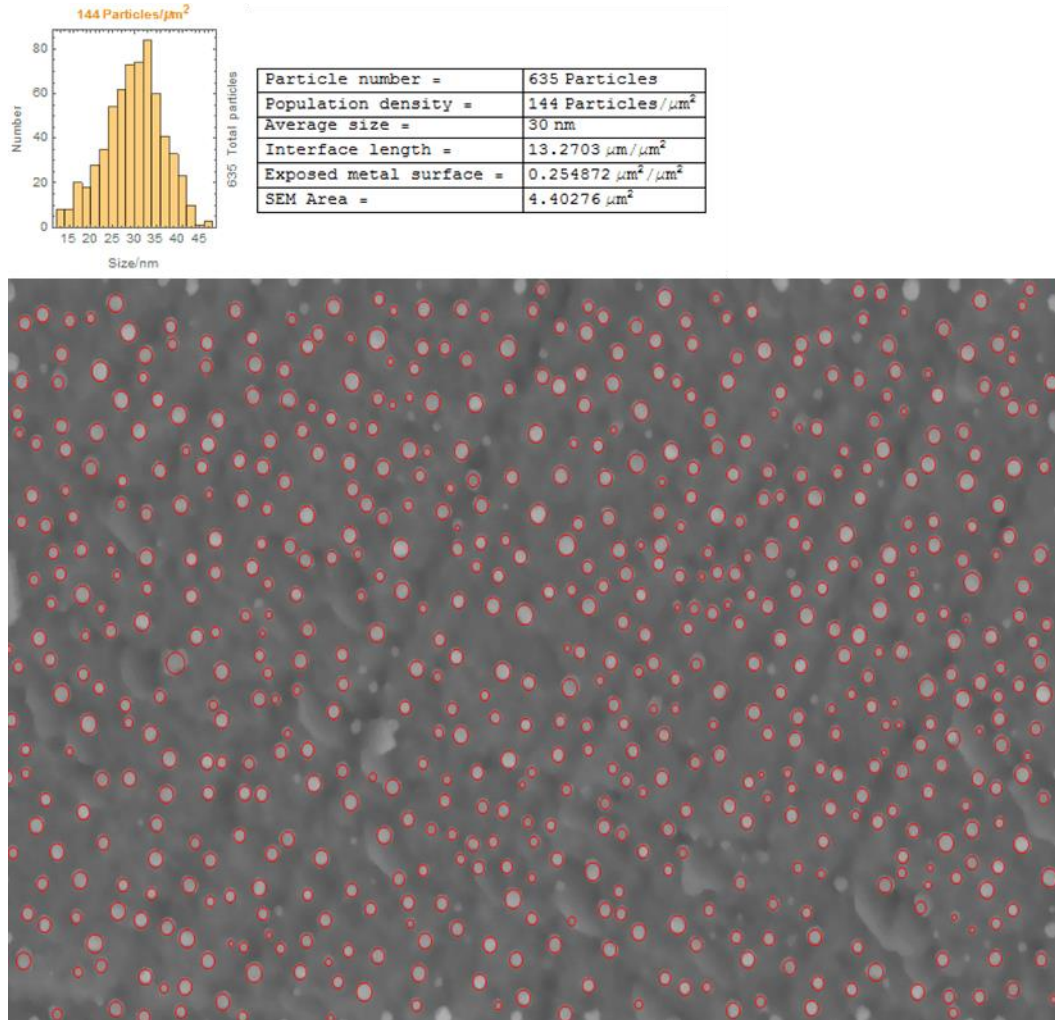 144 Particles/μm²
Number
80
60
40
20
0
15 20 25 30 35 40 45
Size/nm
635 Total particles
Particle number = 635 Particles
Population density = 144 Particles/μm²
Average size = 30 nm
Interface length = 13.2703 μm/μm²
Exposed metal surface = 0.254872 μm²/μm²
SEM Area = 4.40276 μm²